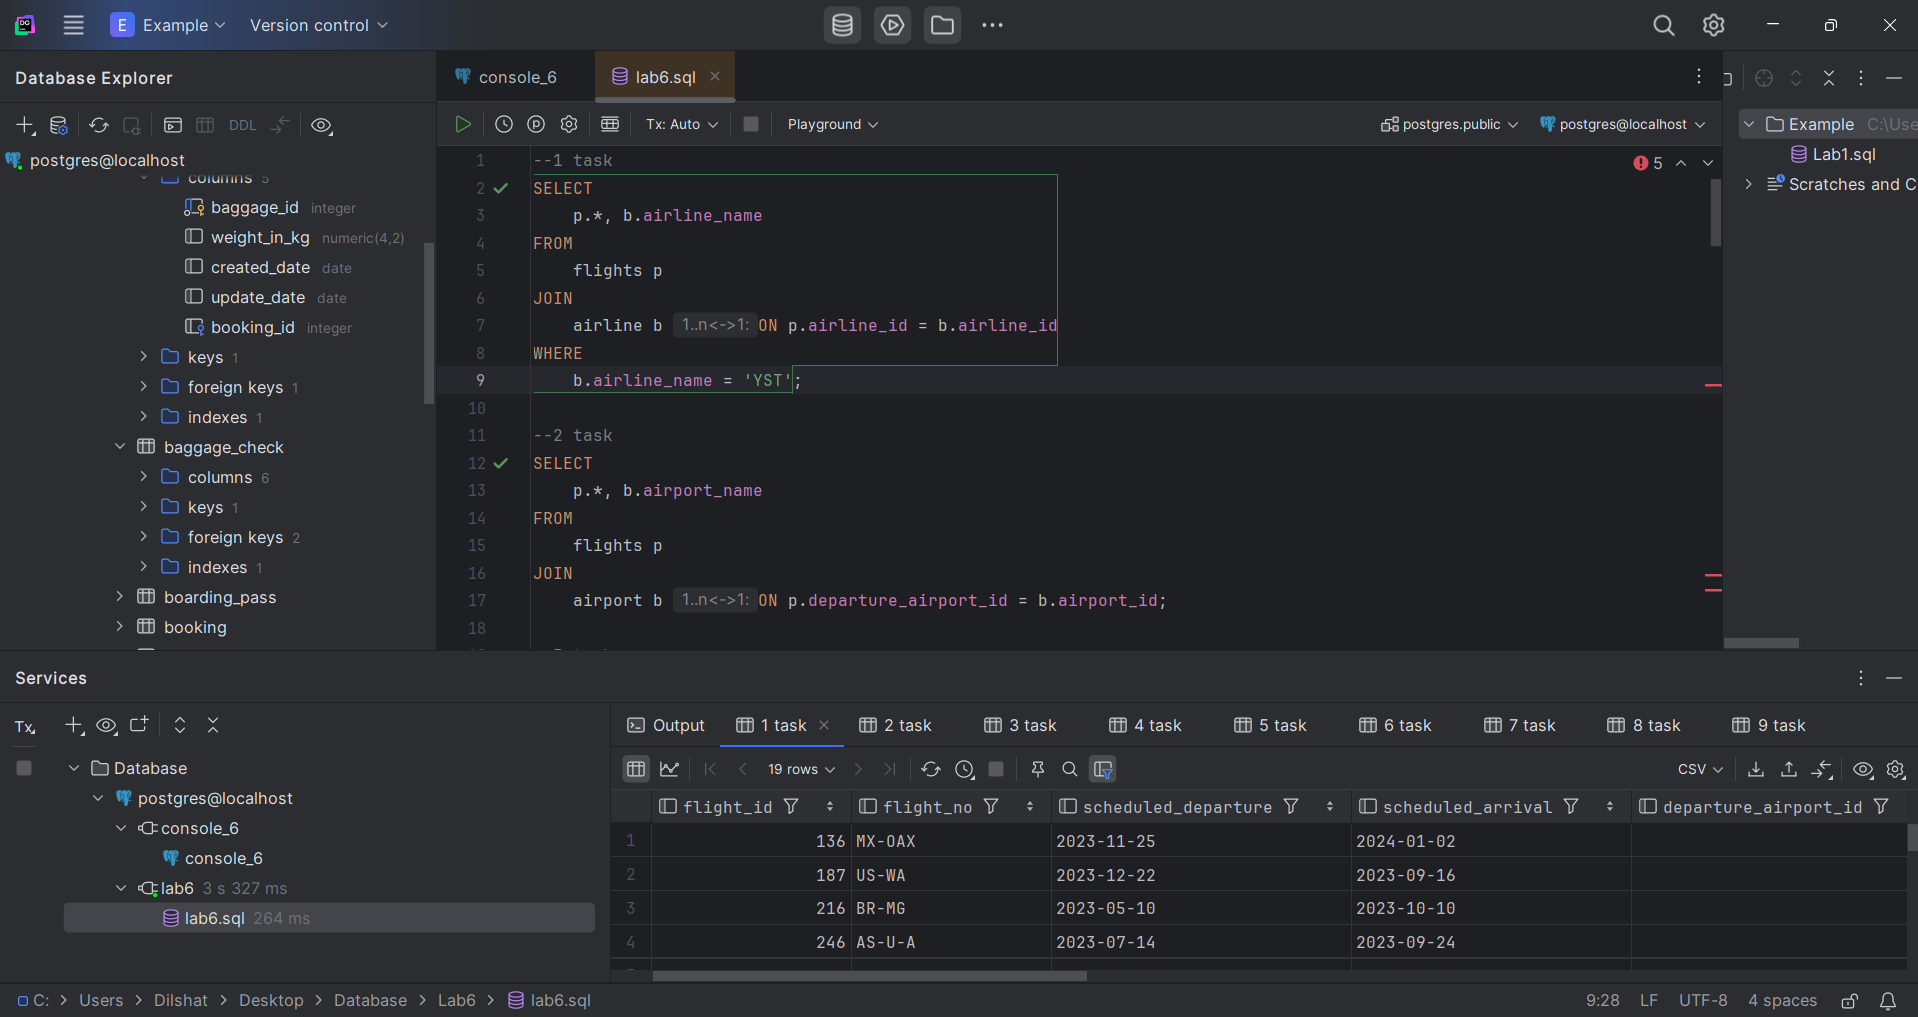 E Example Version control
Database Explorer
DDL
postgres@localhost
columns 5
baggage_id integer
weight_in_kg numeric(4,2)
created_date date
update_date date
booking_id integer
keys 1
foreign keys 1
indexes 1
baggage_check
columns 6
keys 1
foreign keys 2
indexes 1
boarding_pass
booking
console_6 lab6.sql
Tx: Auto Playground postgres.public postgres@localhost
5
1 --1 task
2 SELECT
3 p.*, b.airline_name
4 FROM
5 flights p
6 JOIN
7 airline b 1..n<->1: ON p.airline_id = b.airline_id
8 WHERE
9 b.airline_name = 'YST';
10
11 --2 task
12 SELECT
13 p.*, b.airport_name
14 FROM
15 flights p
16 JOIN
17 airport b 1..n<->1: ON p.departure_airport_id = b.airport_id;
18
Example C:\Use
Lab1.sql
Scratches and C
Services
Tx
Database
postgres@localhost
console_6
console_6
lab6 3 s 327 ms
lab6.sql 264 ms
Output 1 task 2 task 3 task 4 task 5 task 6 task 7 task 8 task 9 task
19 rows CSV
flight_id flight_no scheduled_departure scheduled_arrival departure_airport_id
1 136 MX-OAX 2023-11-25 2024-01-02
2 187 US-WA 2023-12-22 2023-09-16
3 216 BR-MG 2023-05-10 2023-10-10
4 246 AS-U-A 2023-07-14 2023-09-24
C: > Users > Dilshat > Desktop > Database > Lab6 > lab6.sql
9:28 LF UTF-8 4 spaces